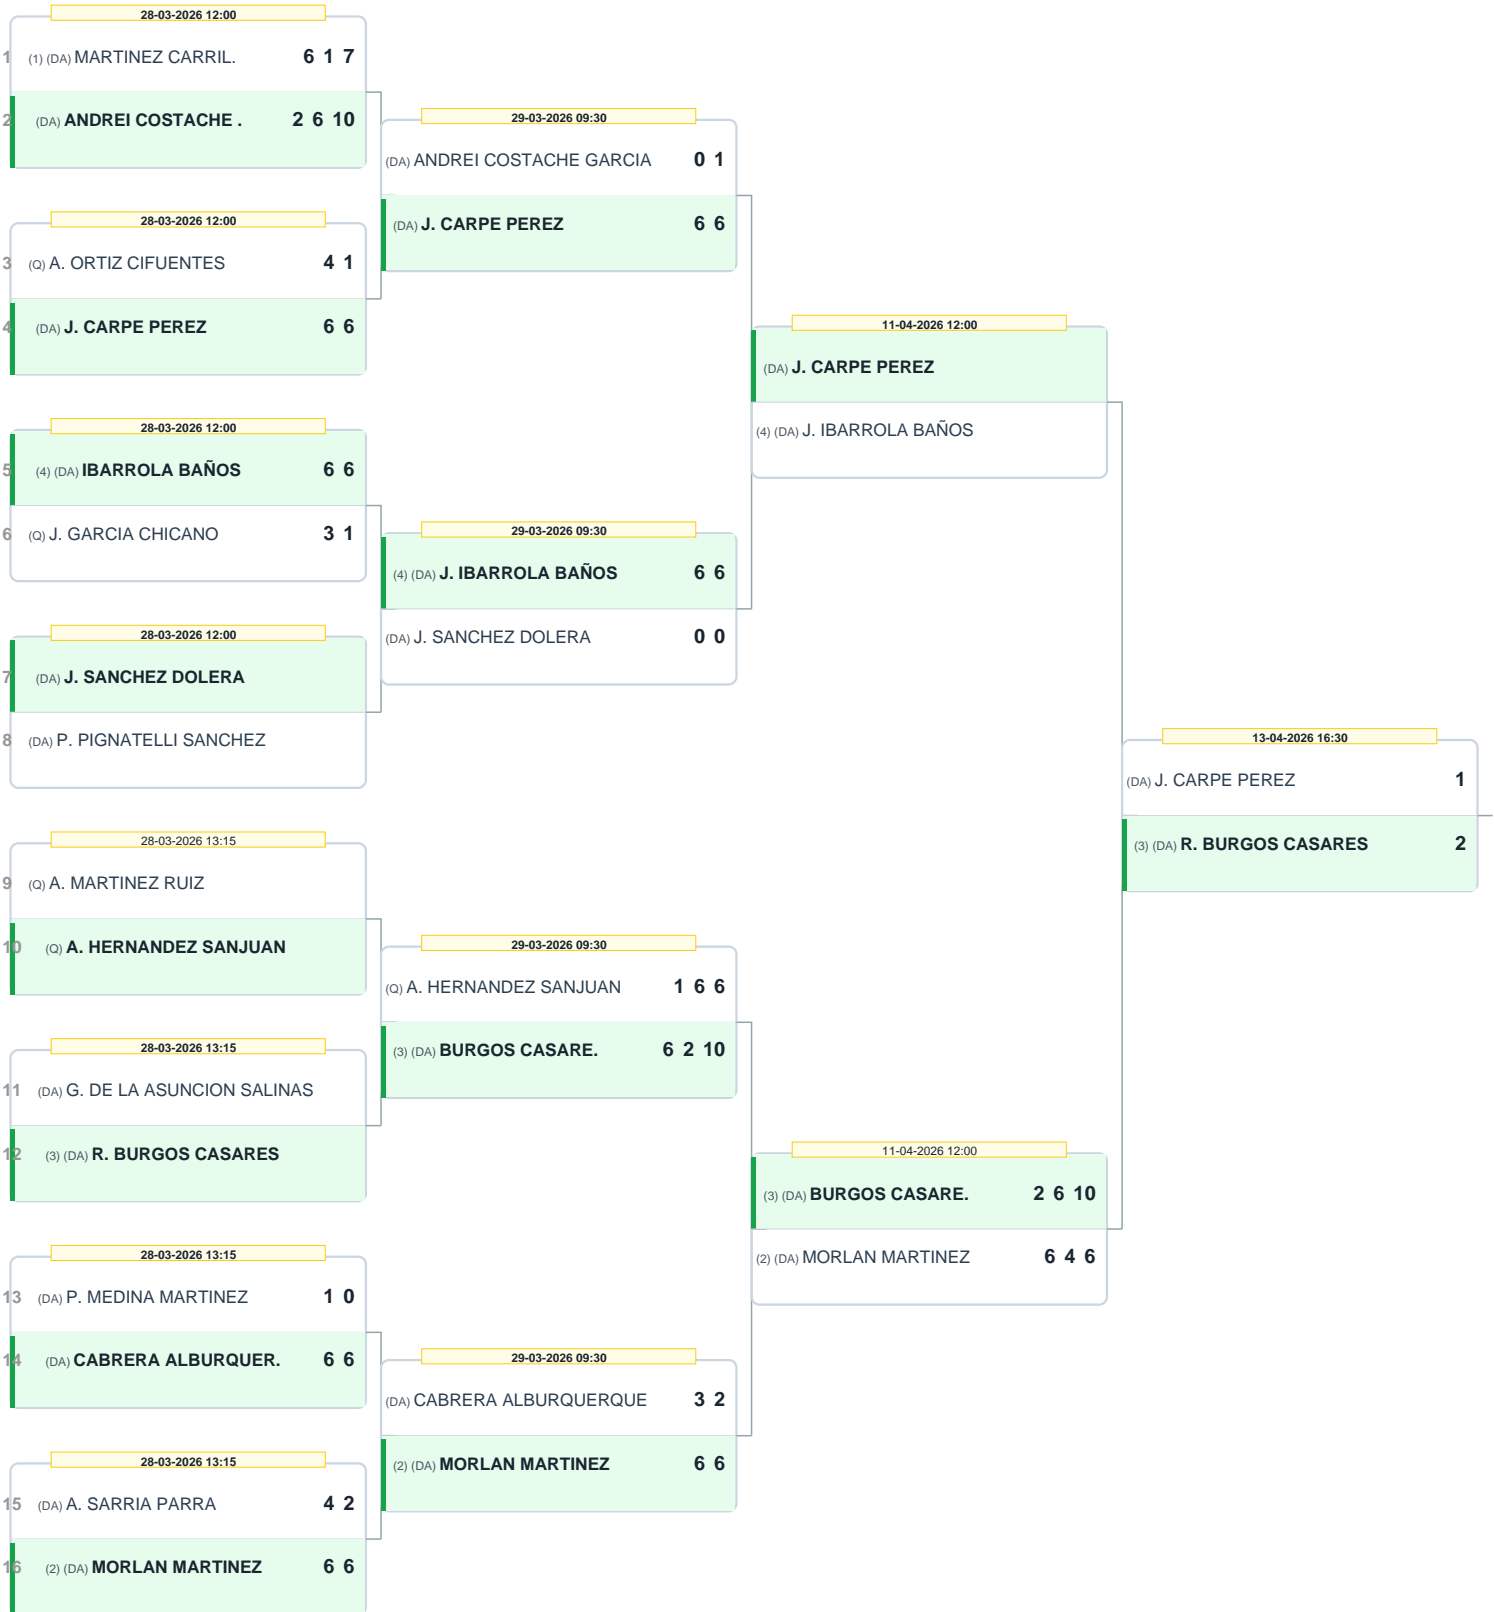 28-03-2026 12:00
1 (1) (DA) MARTINEZ CARRIL. 6 1 7
2 (DA) ANDREI COSTACHE . 2 6 10
28-03-2026 12:00
3 (Q) A. ORTIZ CIFUENTES 4 1
4 (DA) J. CARPE PEREZ 6 6
28-03-2026 12:00
5 (4) (DA) IBARROLA BAÑOS 6 6
6 (Q) J. GARCIA CHICANO 3 1
28-03-2026 12:00
7 (DA) J. SANCHEZ DOLERA
8 (DA) P. PIGNATELLI SANCHEZ
28-03-2026 13:15
9 (Q) A. MARTINEZ RUIZ
10 (Q) A. HERNANDEZ SANJUAN
28-03-2026 13:15
11 (DA) G. DE LA ASUNCION SALINAS
12 (3) (DA) R. BURGOS CASARES
28-03-2026 13:15
13 (DA) P. MEDINA MARTINEZ 1 0
14 (DA) CABRERA ALBURQUER. 6 6
28-03-2026 13:15
15 (DA) A. SARRIA PARRA 4 2
16 (2) (DA) MORLAN MARTINEZ 6 6
29-03-2026 09:30
(DA) ANDREI COSTACHE GARCIA 0 1
(DA) J. CARPE PEREZ 6 6
29-03-2026 09:30
(4) (DA) J. IBARROLA BAÑOS 6 6
(DA) J. SANCHEZ DOLERA 0 0
29-03-2026 09:30
(Q) A. HERNANDEZ SANJUAN 1 6 6
(3) (DA) BURGOS CASARE. 6 2 10
29-03-2026 09:30
(DA) CABRERA ALBURQUERQUE 3 2
(2) (DA) MORLAN MARTINEZ 6 6
11-04-2026 12:00
(DA) J. CARPE PEREZ
(4) (DA) J. IBARROLA BAÑOS
11-04-2026 12:00
(3) (DA) BURGOS CASARE. 2 6 10
(2) (DA) MORLAN MARTINEZ 6 4 6
13-04-2026 16:30
(DA) J. CARPE PEREZ 1
(3) (DA) R. BURGOS CASARES 2